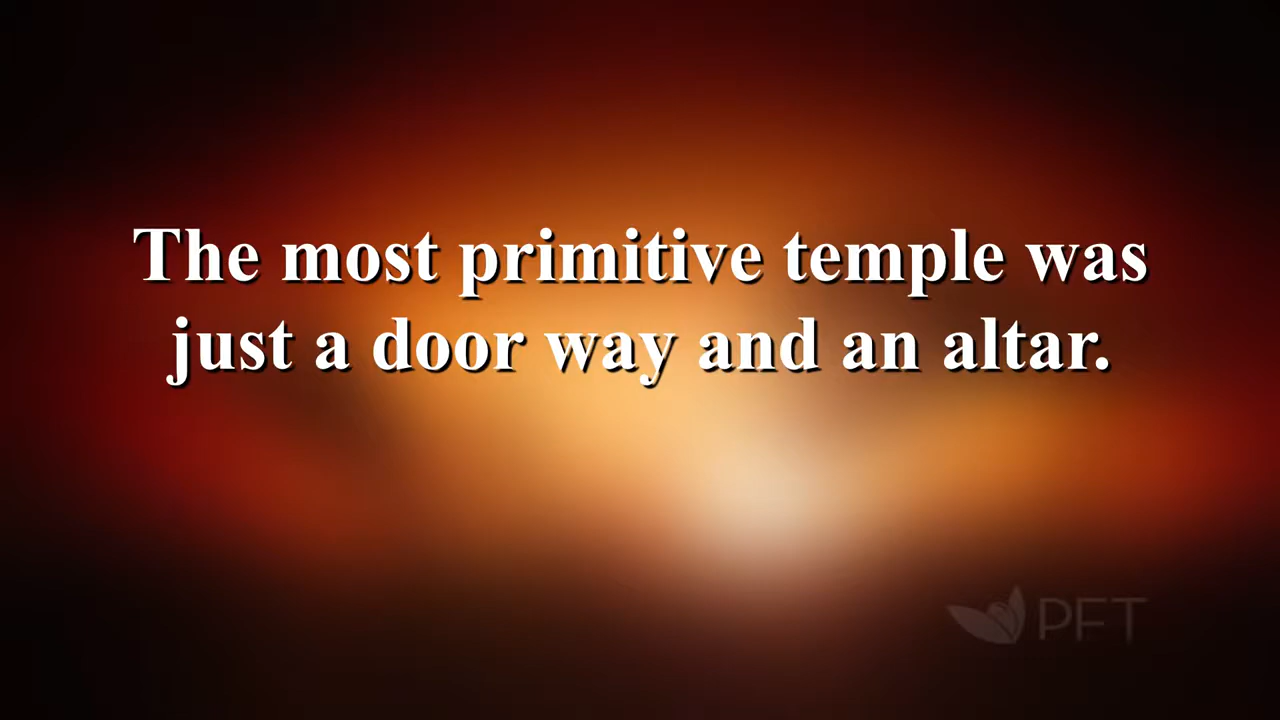 The most primitive temple was
just a door way and an altar.
PFT